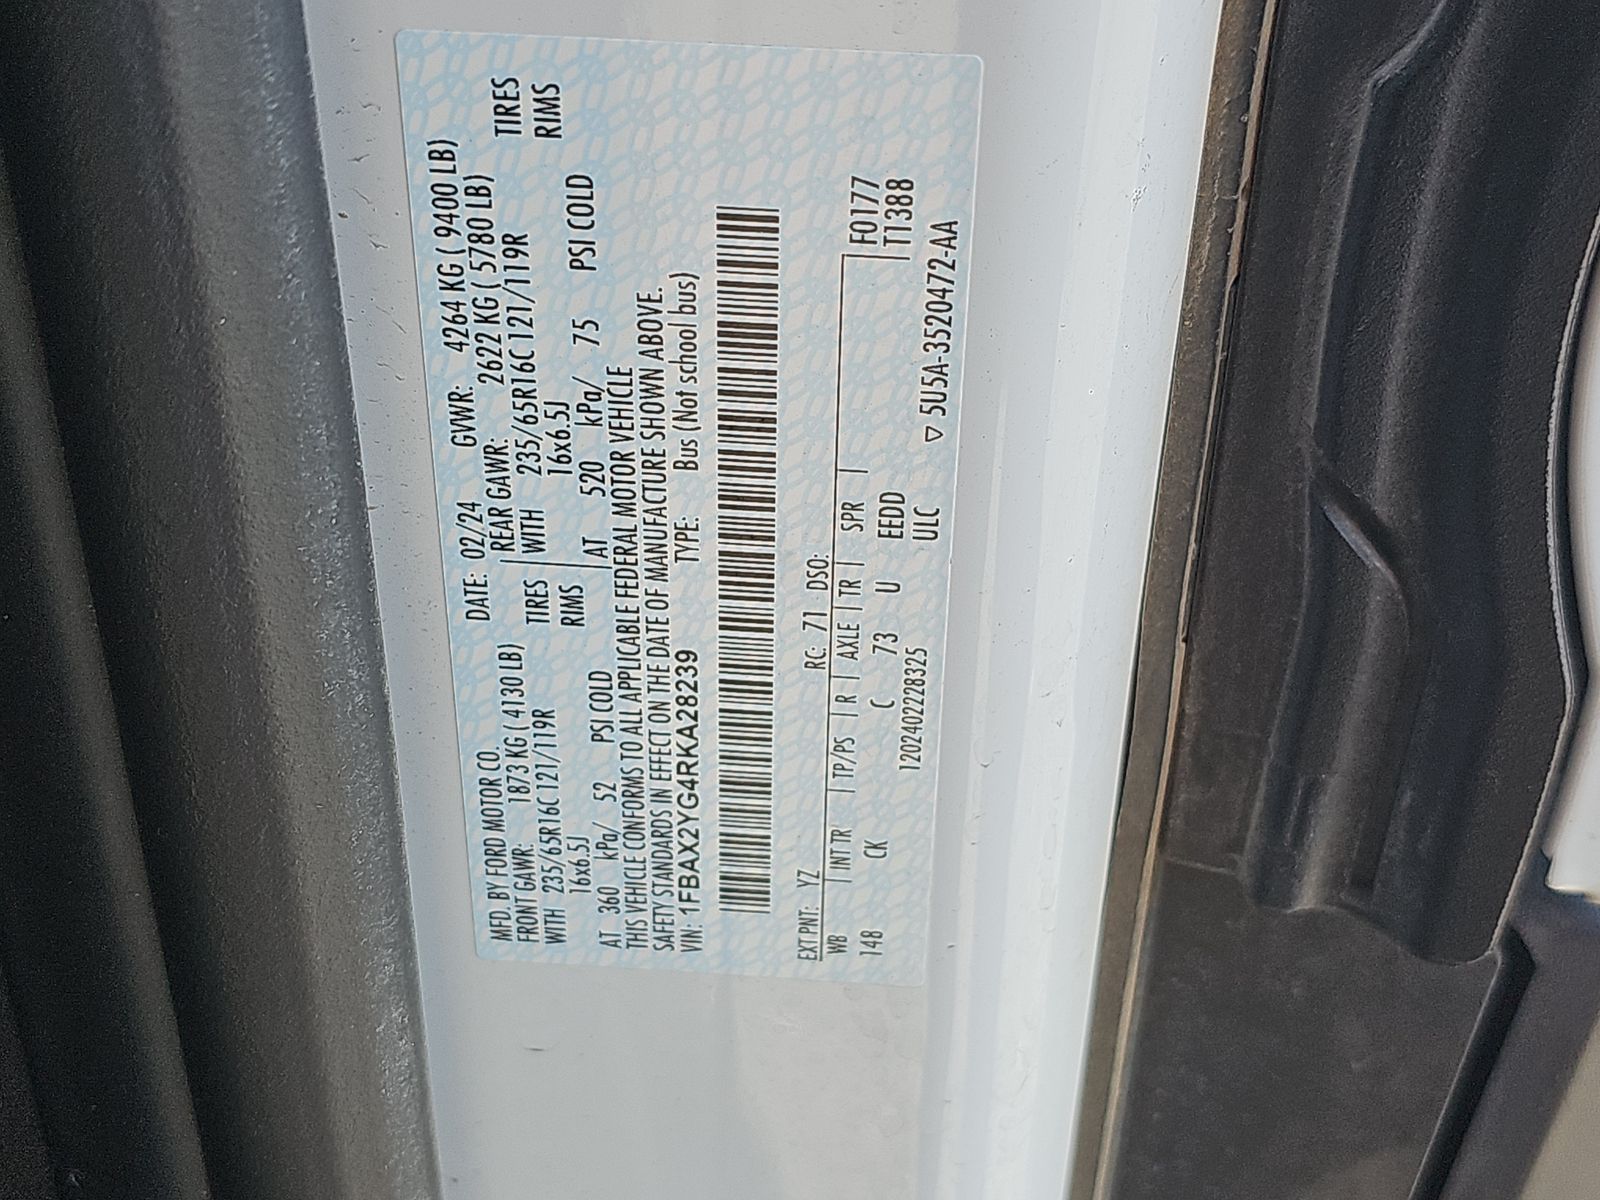 MFD. BY FORD MOTOR CO. DATE: 02/24 GVWR: 4264 KG ( 9400 LB)
FRONT GAWR: 1873 KG ( 4130 LB) REAR GAWR: 2622 KG ( 5780 LB)
WITH 235/65R16C 121/119R TIRES WITH 235/65R16C 121/119R TIRES
16x6.5J RIMS 16x6.5J RIMS
AT 360 kPa/ 52 PSI COLD AT 520 kPa/ 75 PSI COLD
THIS VEHICLE CONFORMS TO ALL APPLICABLE FEDERAL MOTOR VEHICLE
SAFETY STANDARDS IN EFFECT ON THE DATE OF MANUFACTURE SHOWN ABOVE.
VIN: 1FBAX2YG4RKA28239 TYPE: Bus (Not school bus)
EXT PNT: YZ RC: 71 DSO:
WB | INT TR | TP/PS | R | AXLE | TR | SPR | F0177
148 CK C 73 U EEDD T1388
12024022832​5 ULC ▽ 5U5A-3520472-AA